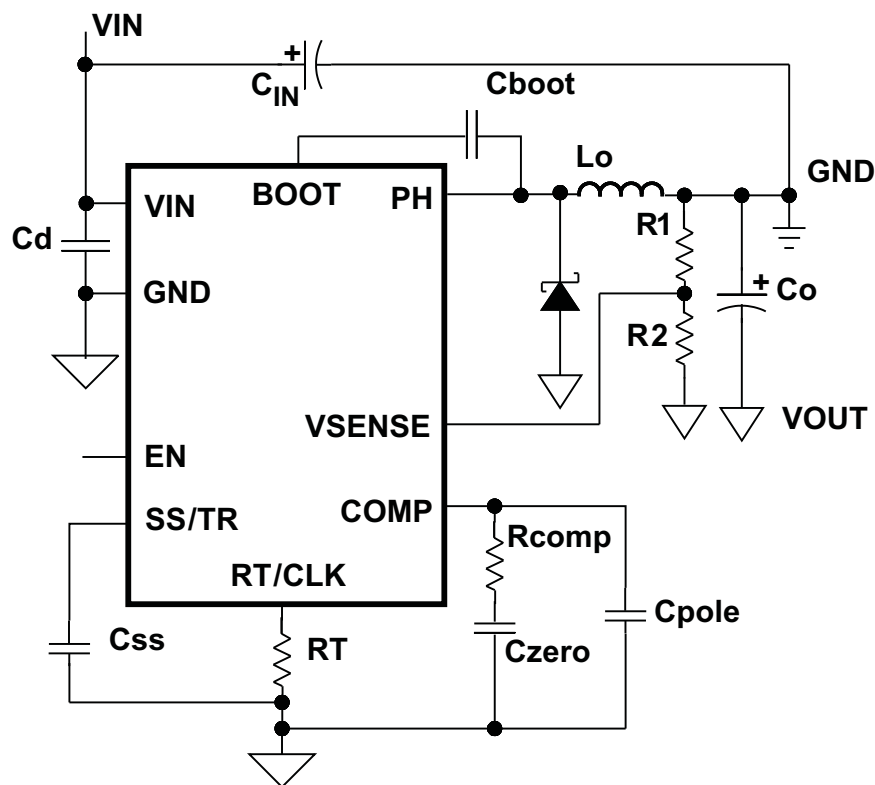 VIN
+
CIN
Cboot
Lo
GND
VIN
BOOT
PH
R1
Cd
GND
+
Co
R2
VSENSE
VOUT
EN
SS/TR
COMP
Rcomp
RT/CLK
Cpole
Css
RT
Czero